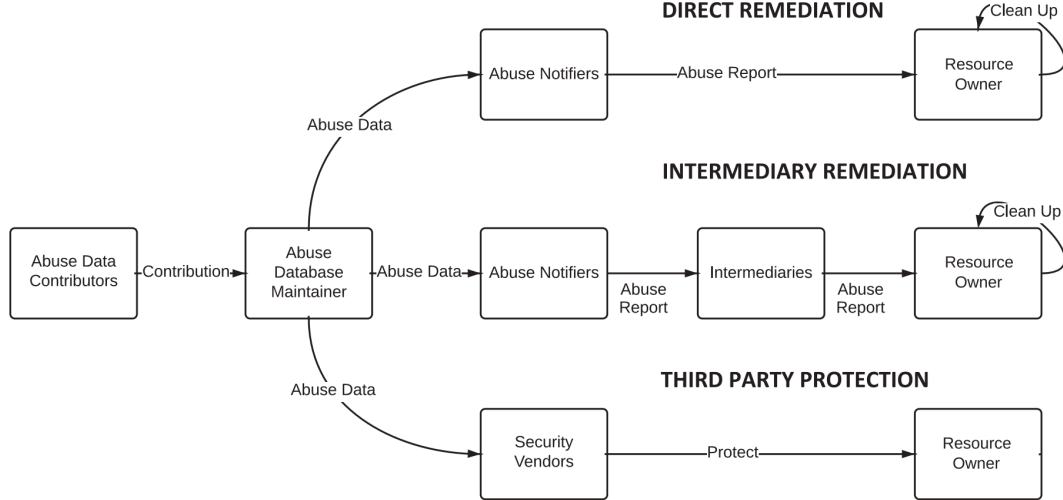 DIRECT REMEDIATION
Clean Up
Abuse Notifiers
Abuse Report
Resource
Owner
Abuse Data
INTERMEDIARY REMEDIATION
Clean Up
Abuse Data
Contributors
Contribution
Abuse
Database
Maintainer
Abuse Data
Abuse Notifiers
Abuse
Report
Intermediaries
Abuse
Report
Resource
Owner
Abuse Data
THIRD PARTY PROTECTION
Security
Vendors
Protect
Resource
Owner